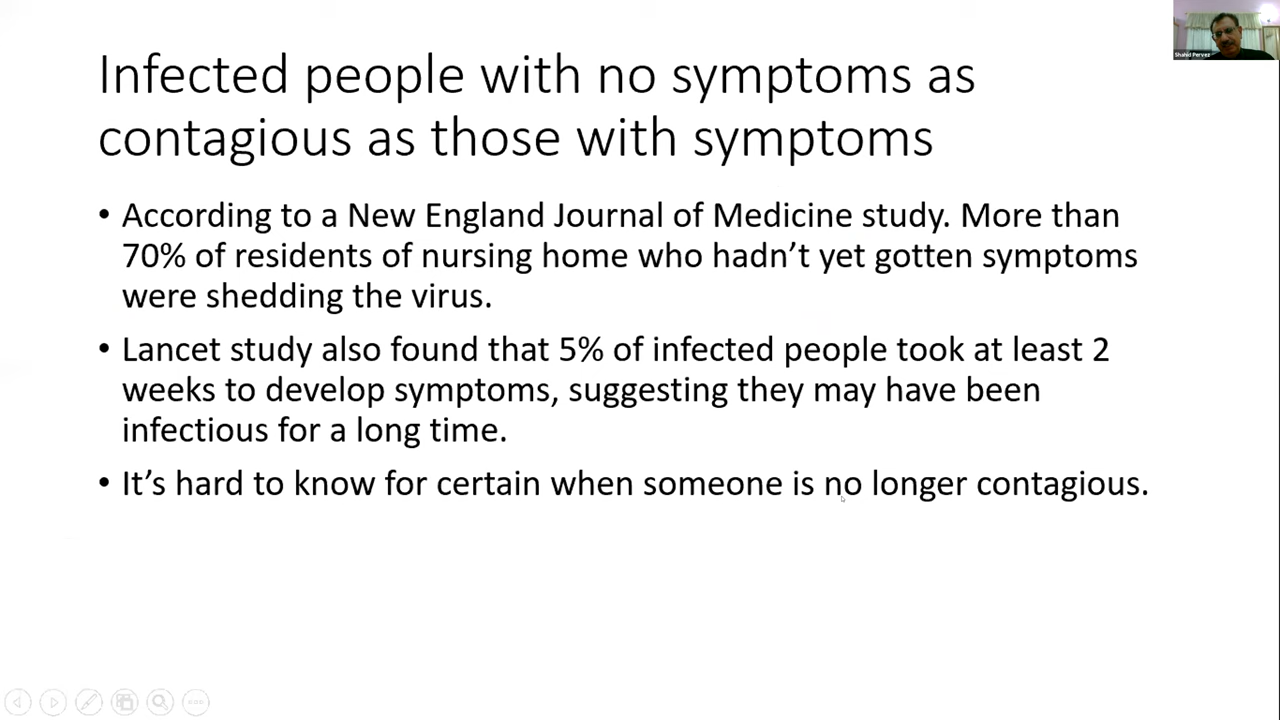 Infected people with no symptoms as
contagious as those with symptoms
• According to a New England Journal of Medicine study. More than
70% of residents of nursing home who hadn’t yet gotten symptoms
were shedding the virus.
• Lancet study also found that 5% of infected people took at least 2
weeks to develop symptoms, suggesting they may have been
infectious for a long time.
• It’s hard to know for certain when someone is no longer contagious.
Shahid Pervez